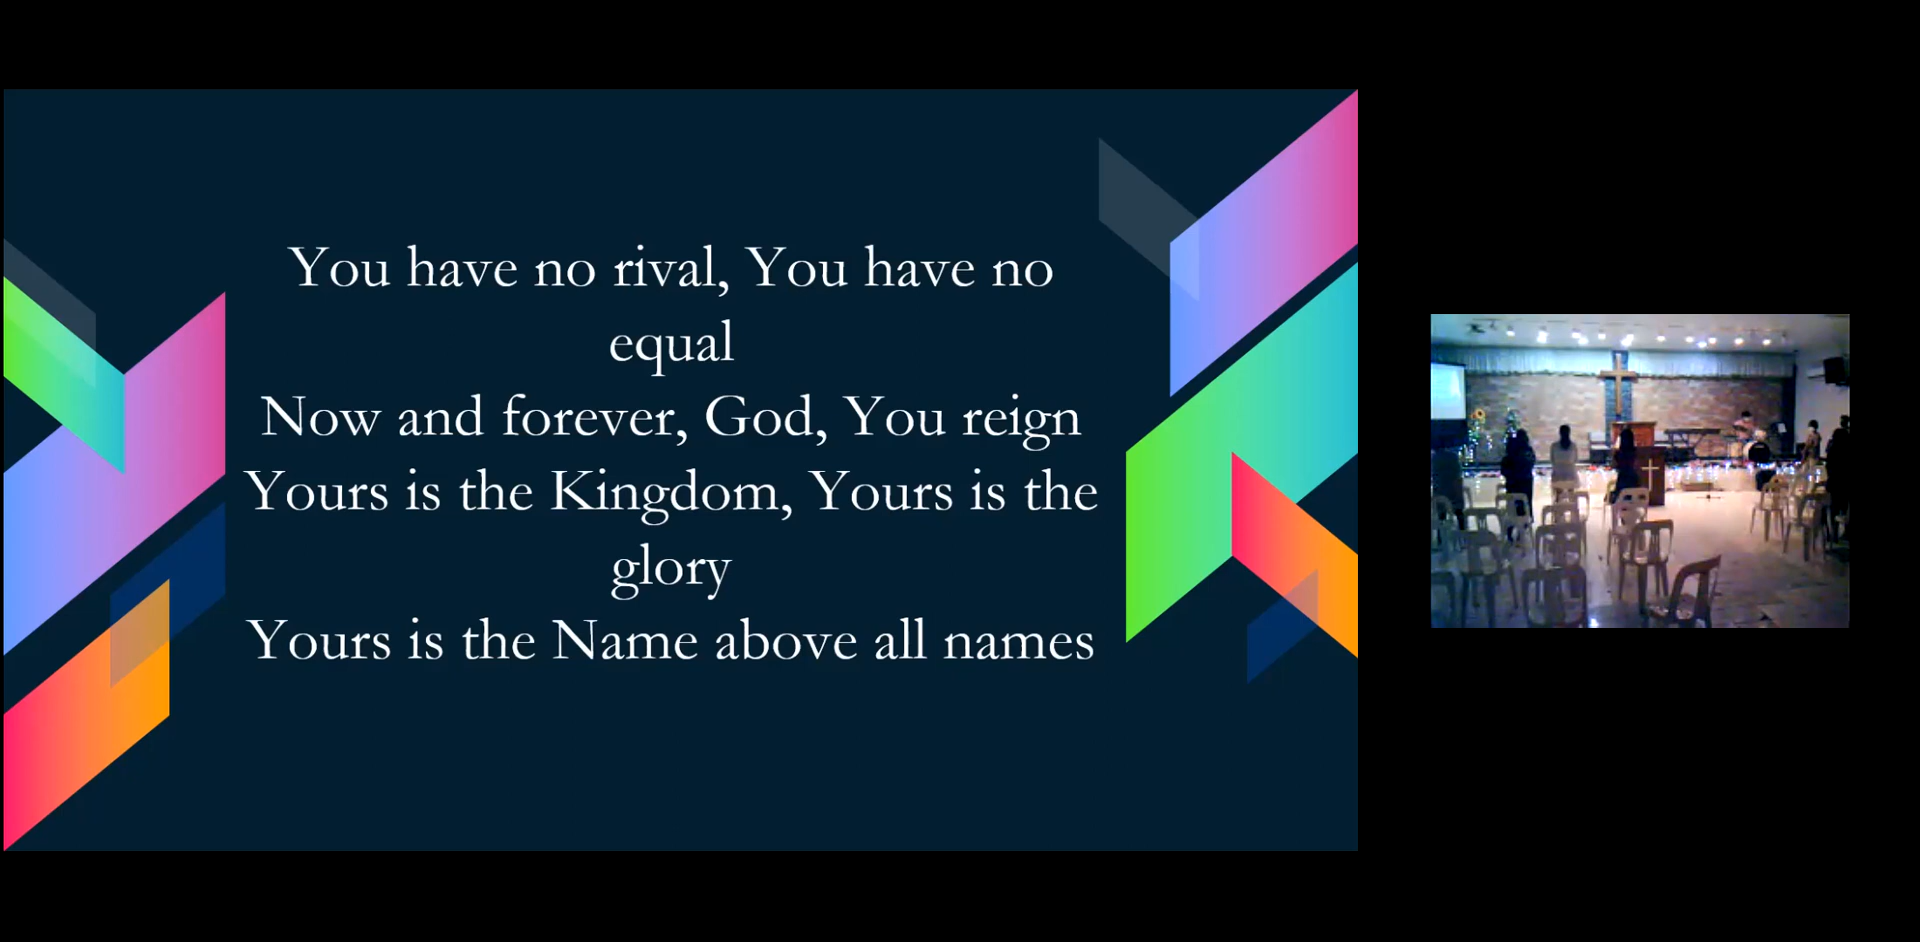 You have no rival, You have no
equal
Now and forever, God, You reign
Yours is the Kingdom, Yours is the
glory
Yours is the Name above all names